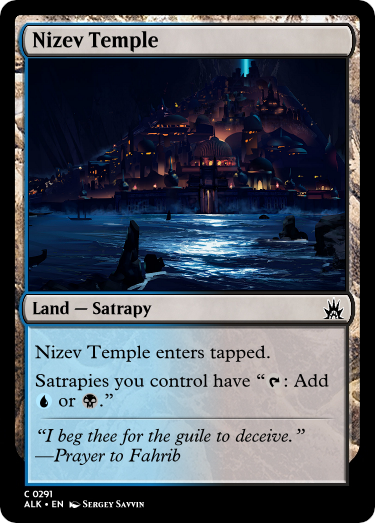 Nizev Temple
Land — Satrapy
Nizev Temple enters tapped.
Satrapies you control have “: Add
or .”
“I beg thee for the guile to deceive.”
—Prayer to Fahrib
C 0291
ALK • EN Sergey Savvin